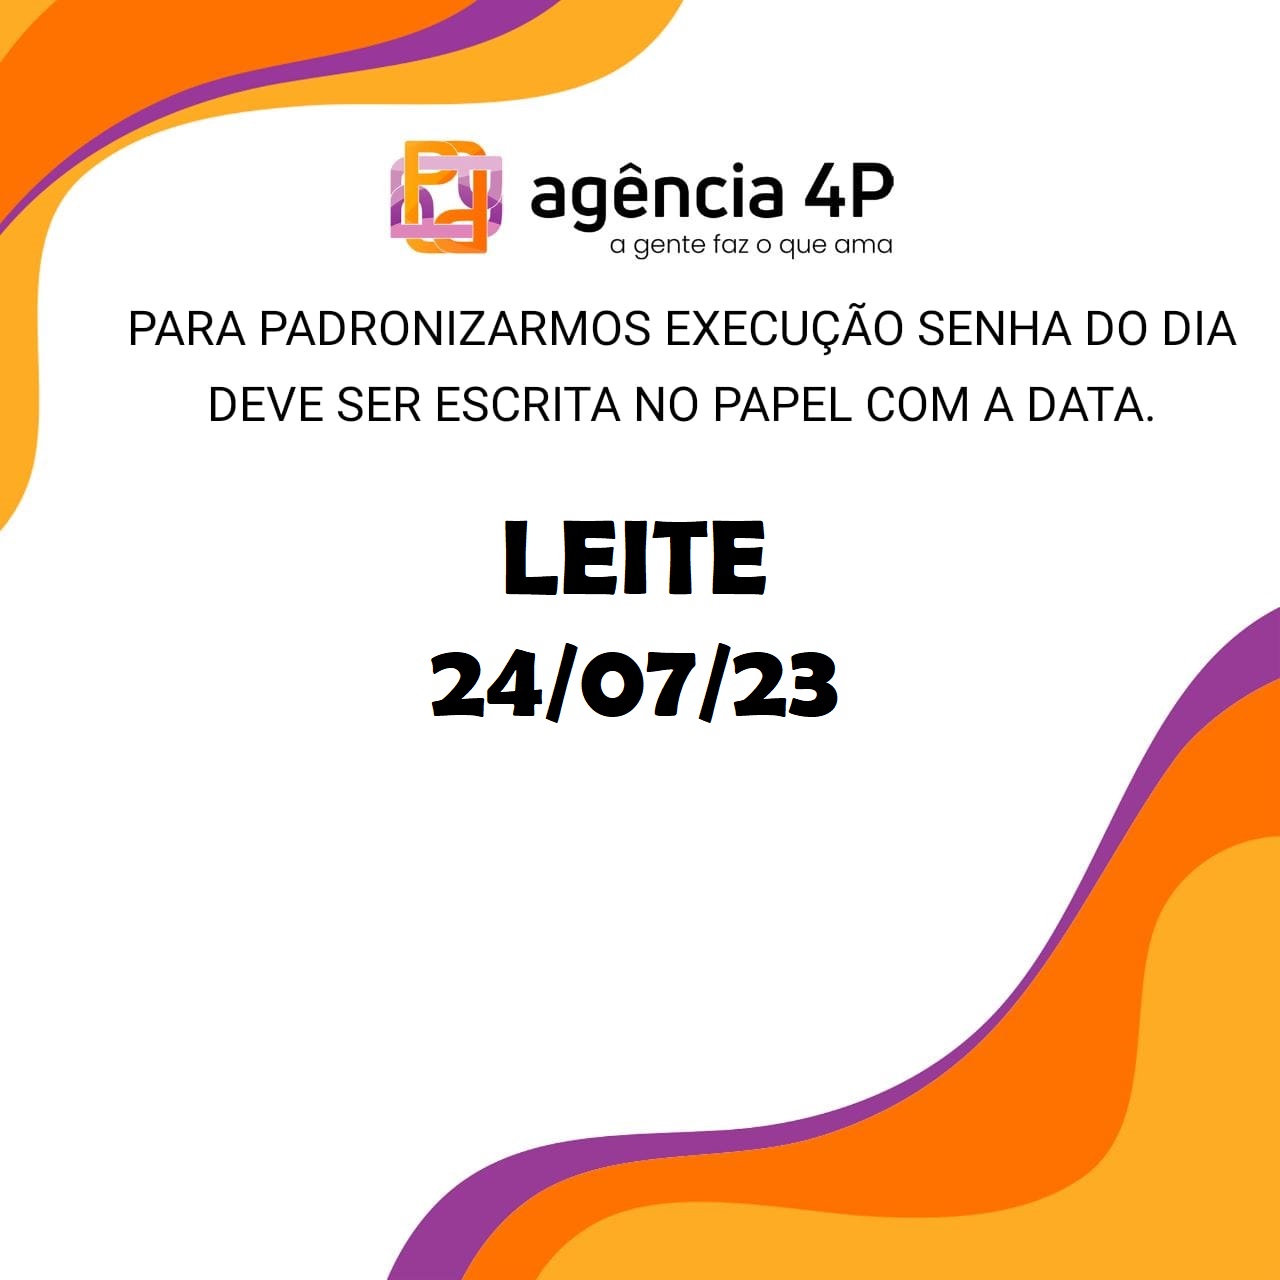 agência 4P
a gente faz o que ama
PARA PADRONIZARMOS EXECUÇÃO SENHA DO DIA
DEVE SER ESCRITA NO PAPEL COM A DATA.
LEITE
24/07/23